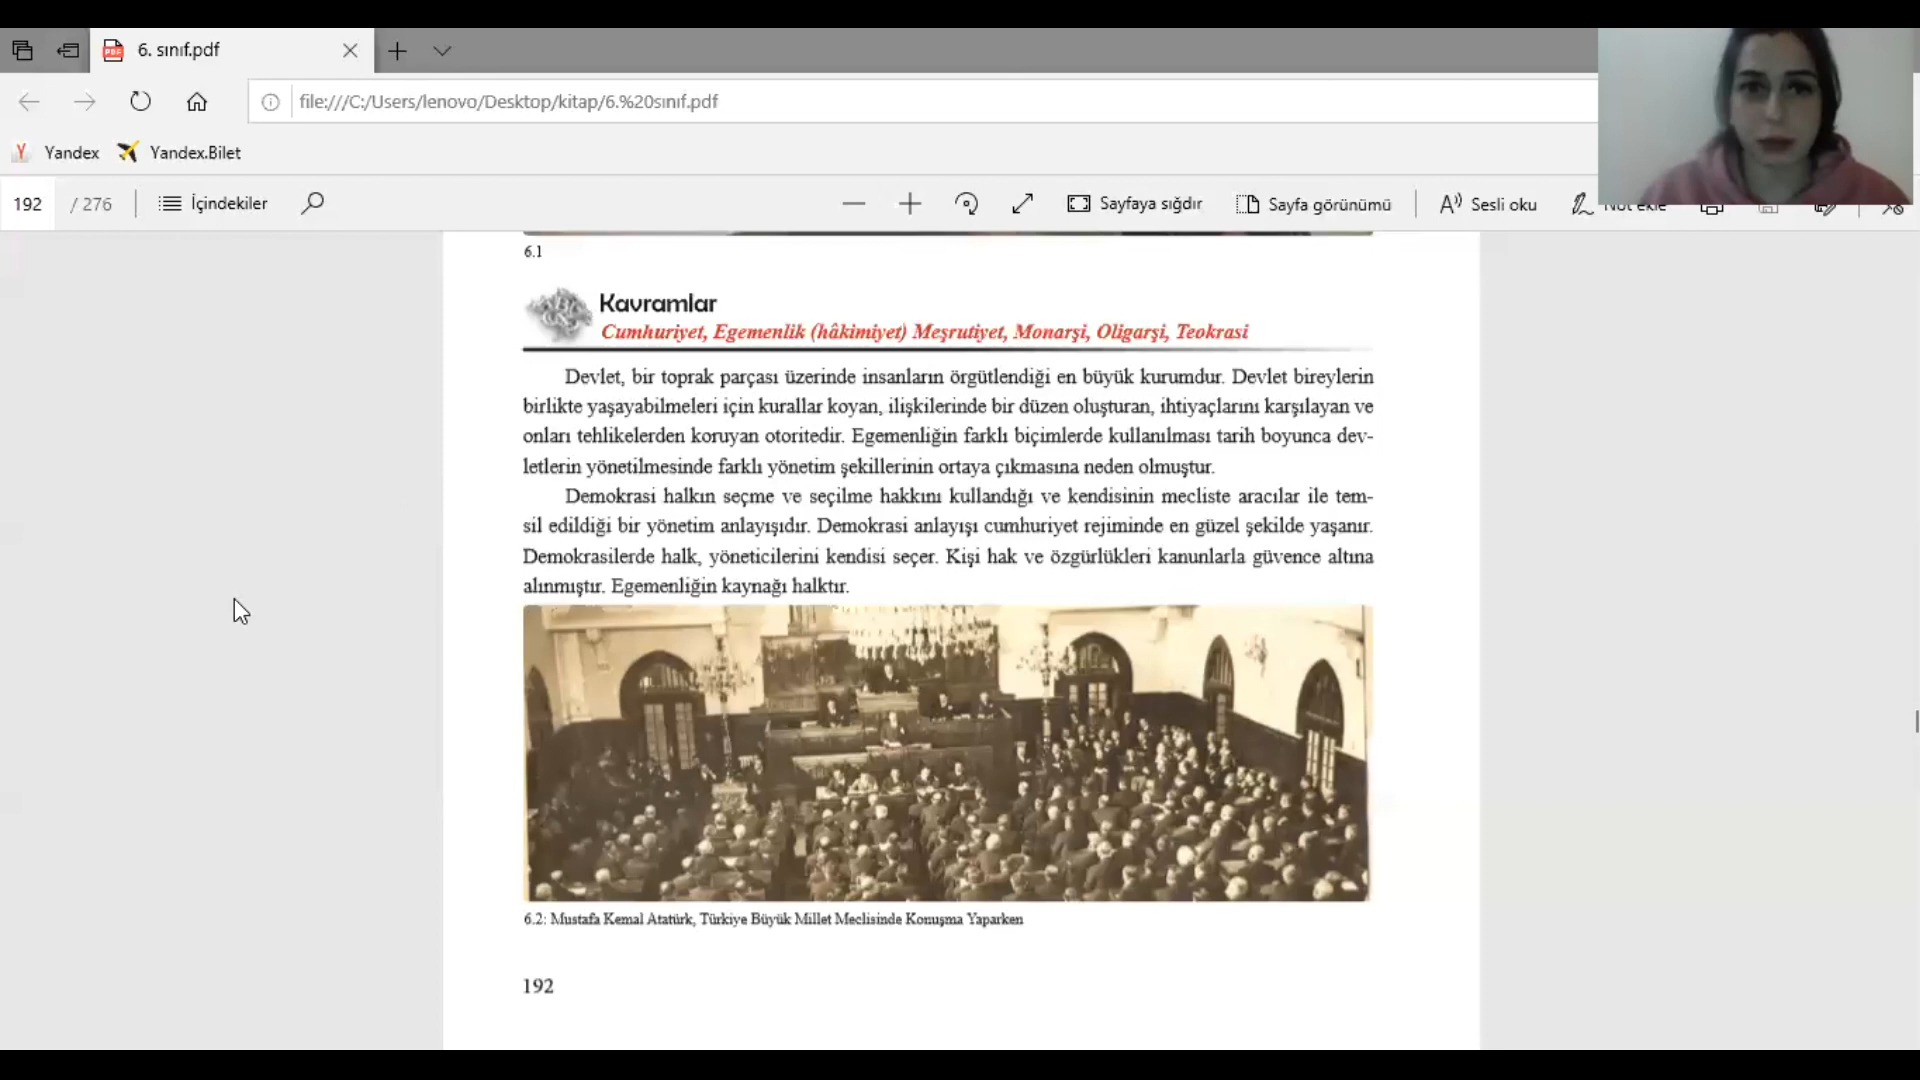 6. sınıf.pdf
file:///C:/Users/lenovo/Desktop/kitap/6.%20sınıf.pdf
Yandex Yandex.Bilet
192 / 276 İçindekiler Sayfaya sığdır Sayfa görünümü Sesli oku Not ekle
6.1
Kavramlar
Cumhuriyet, Egemenlik (hâkimiyet) Meşrutiyet, Monarşi, Oligarşi, Teokrasi
Devlet, bir toprak parçası üzerinde insanların örgütlendiği en büyük kurumdur. Devlet bireylerin
birlikte yaşayabilmeleri için kurallar koyan, ilişkilerinde bir düzen oluşturan, ihtiyaçlarını karşılayan ve
onları tehlikelerden koruyan otoritedir. Egemenliğin farklı biçimlerde kullanılması tarih boyunca dev-
letlerin yönetilmesinde farklı yönetim şekillerinin ortaya çıkmasına neden olmuştur.
Demokrasi halkın seçme ve seçilme hakkını kullandığı ve kendisinin mecliste aracılar ile tem-
sil edildiği bir yönetim anlayışıdır. Demokrasi anlayışı cumhuriyet rejiminde en güzel şekilde yaşanır.
Demokrasilerde halk, yöneticilerini kendisi seçer. Kişi hak ve özgürlükleri kanunlarla güvence altına
alınmıştır. Egemenliğin kaynağı halktır.
6.2: Mustafa Kemal Atatürk, Türkiye Büyük Millet Meclisinde Konuşma Yaparken
192